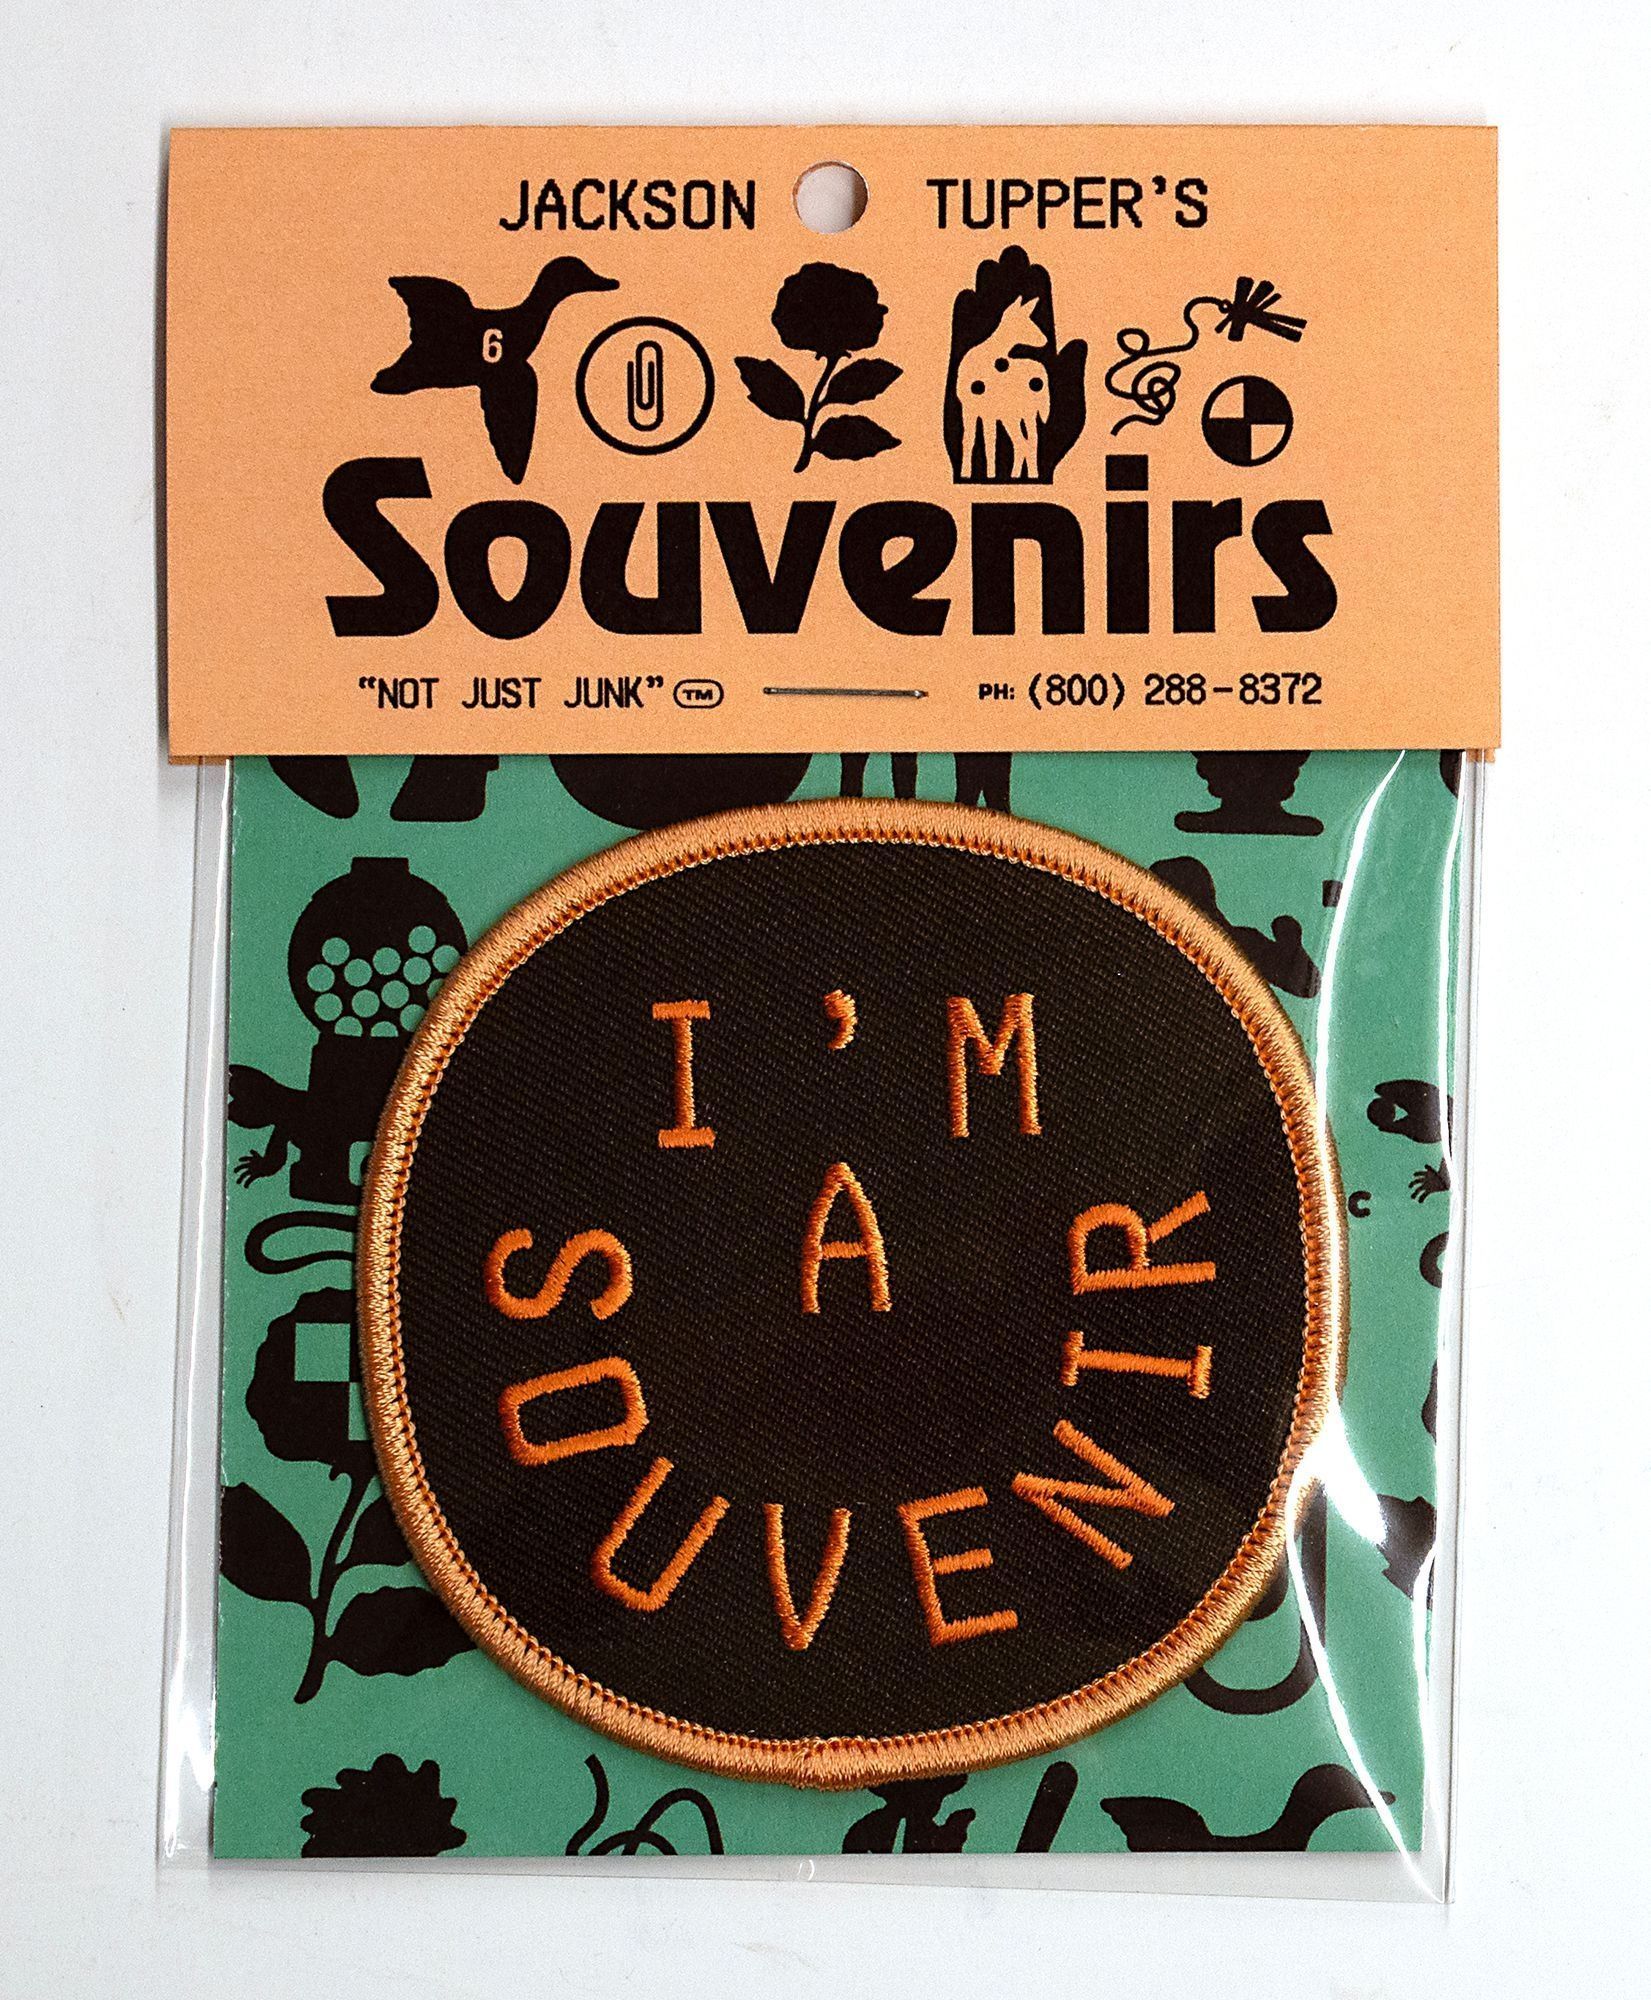 JACKSON TUPPER'S
6
Souvenirs
“NOT JUST JUNK” TM PH: (800) 288-8372
I'M
A
SOUVENIR